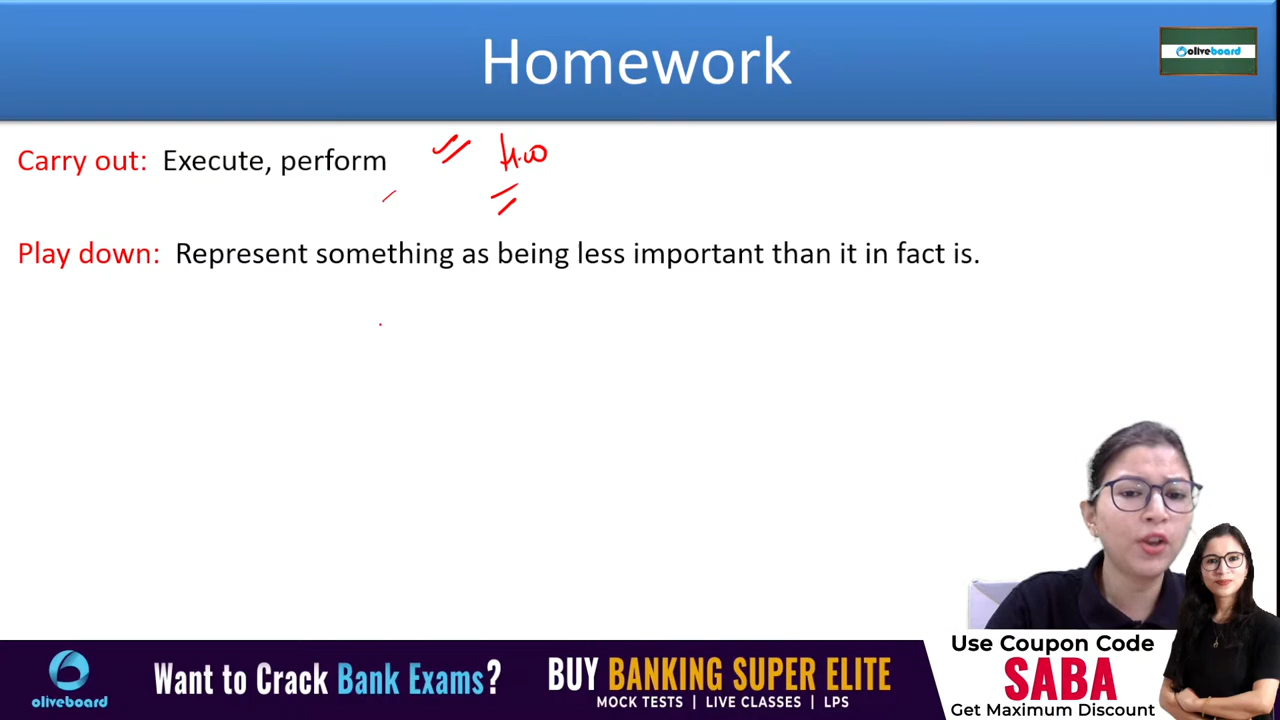 Homework
oliveboard
Carry out: Execute, perform
H.W
Play down: Represent something as being less important than it in fact is.
oliveboard
Want to Crack Bank Exams?
BUY BANKING SUPER ELITE
MOCK TESTS | LIVE CLASSES | LPS
Use Coupon Code
SABA
Get Maximum Discount